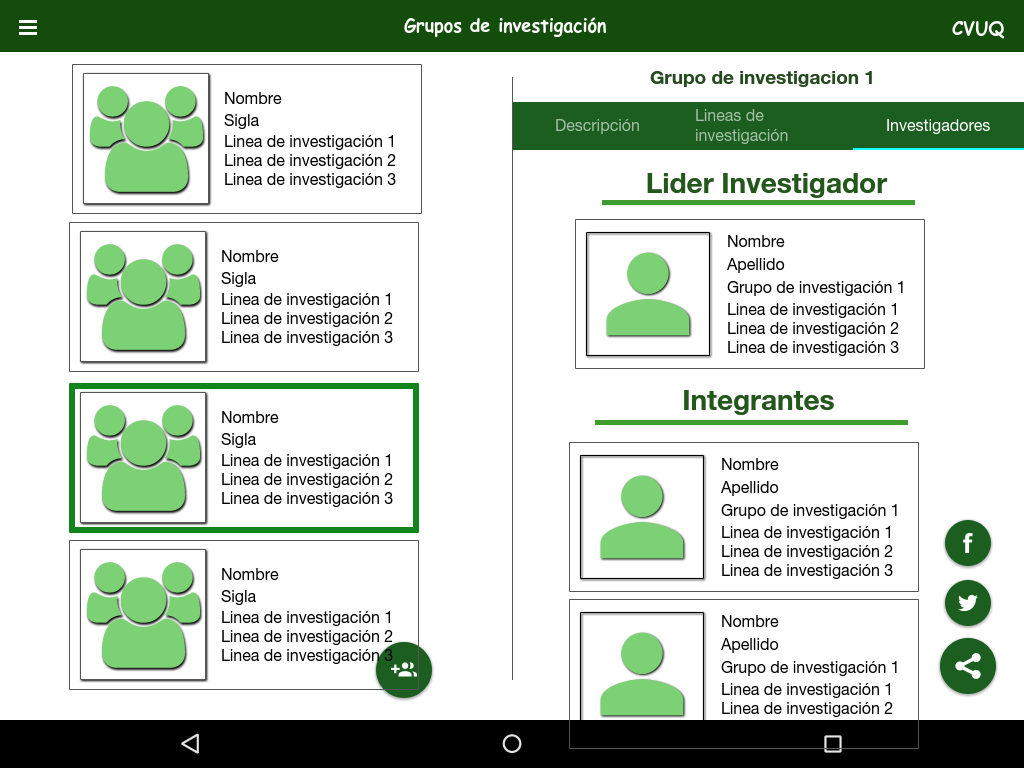 Grupos de investigación
CVUQ
Nombre
Sigla
Linea de investigación 1
Linea de investigación 2
Linea de investigación 3
Nombre
Sigla
Linea de investigación 1
Linea de investigación 2
Linea de investigación 3
Nombre
Sigla
Linea de investigación 1
Linea de investigación 2
Linea de investigación 3
Nombre
Sigla
Linea de investigación 1
Linea de investigación 2
Linea de investigación 3
Grupo de investigacion 1
Descripción
Lineas de
investigación
Investigadores
Lider Investigador
Nombre
Apellido
Grupo de investigación 1
Linea de investigación 1
Linea de investigación 2
Linea de investigación 3
Integrantes
Nombre
Apellido
Grupo de investigación 1
Linea de investigación 1
Linea de investigación 2
Linea de investigación 3
Nombre
Apellido
Grupo de investigación 1
Linea de investigación 1
Linea de investigación 2